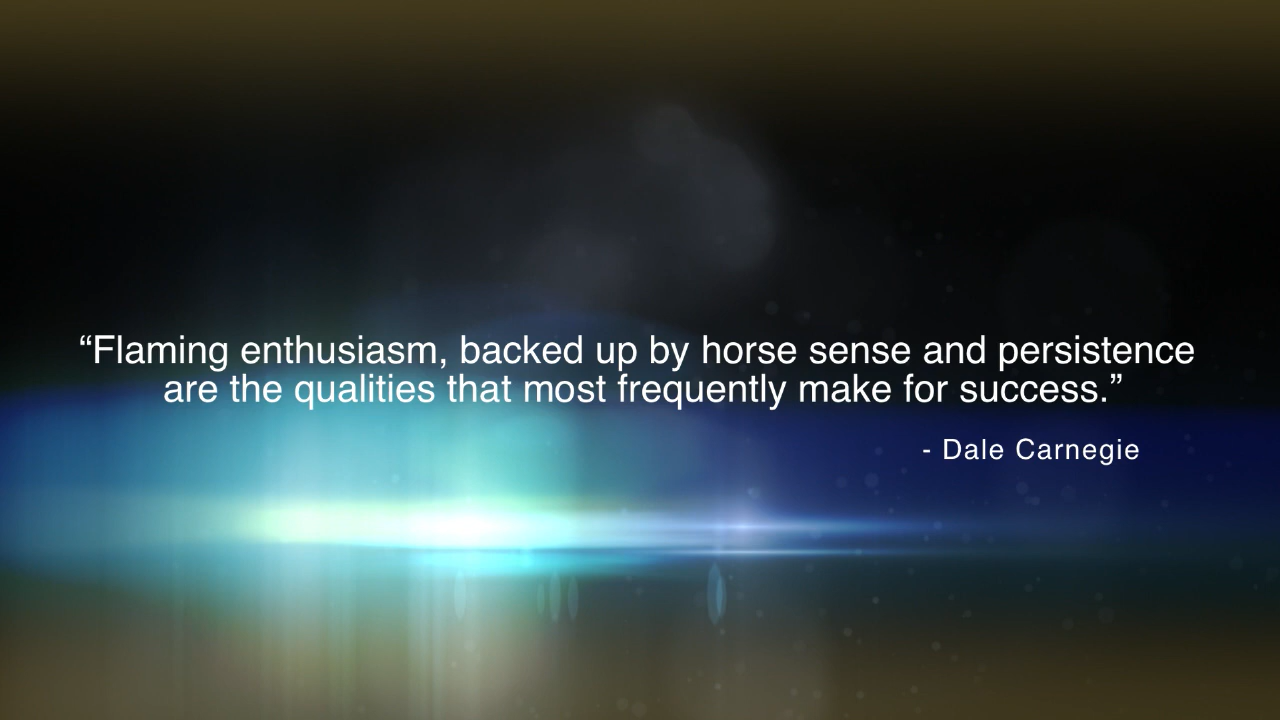 “Flaming enthusiasm, backed up by horse sense and persistence
are the qualities that most frequently make for success.”
- Dale Carnegie